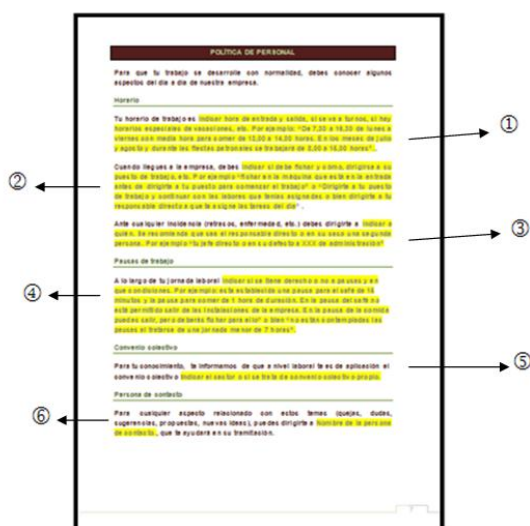 POLÍTICA DE PERSONAL
Para que tu trabajo se desarrolle con normalidad, debes conocer algunos
aspectos del día a día de nuestra empresa.
Horario
Tu horario de trabajo es Indicar hora de entrada y salida, si se va a turnos, si hay
horarios especiales de vacaciones, etc. Por ejemplo: "De 7,30 a 16,30 de lunes a
viernes con media hora para comer de 13,00 a 14,00 horas. En los meses de julio
y agosto y durante las fiestas patronales se trabajará de 8,00 a 15,00 horas".
①
Cuando llegues a la empresa, debes Indicar si debe fichar y cómo, dirigirse a su
puesto de trabajo, etc. Por ejemplo "fichar en la máquina que está en la entrada
antes de dirigirte a tu puesto para comenzar el trabajo" o "Dirigirte a tu puesto
de trabajo y continuar con las labores que tenías asignadas o bien dirigirte a tu
responsable directo a que te asigne las tareas del día" .
②
Ante cualquier incidencia (retrasos, enfermedad, etc.) debes dirigirte a Indicar a
quién. Se recomienda que sea el responsable directo o en su caso una segunda
persona. Por ejemplo "tu jefe directo o en su defecto XXX de administración"
③
Pausas de trabajo
A lo largo de tu jornada laboral Indicar si se tiene derecho o no a pausas y en
que condiciones. Por ejemplo: esta establecido una pausa para el café de 15
minutos y la pausa para comer de 1 hora de duración. En la pausa del café no
está permitido salir de las instalaciones de la empresa. En la pausa de la comida
puedes salir, pero deberás fichar para ello" o bien "no están contempladas las
pausas al tratarse de una jornada menor de 7 horas".
④
Convenio colectivo
Para tu conocimiento, te informamos de que a nivel laboral te es de aplicación el
convenio colectivo Indicar el sector o si se trata de convenio colectivo propio.
⑤
Persona de contacto
Para cualquier aspecto relacionado con estos temas (quejas, dudas,
sugerencias, propuestas, nuevas ideas), puedes dirigirte a Nombre de la persona
de contacto., que te ayudará en su tramitación.
⑥